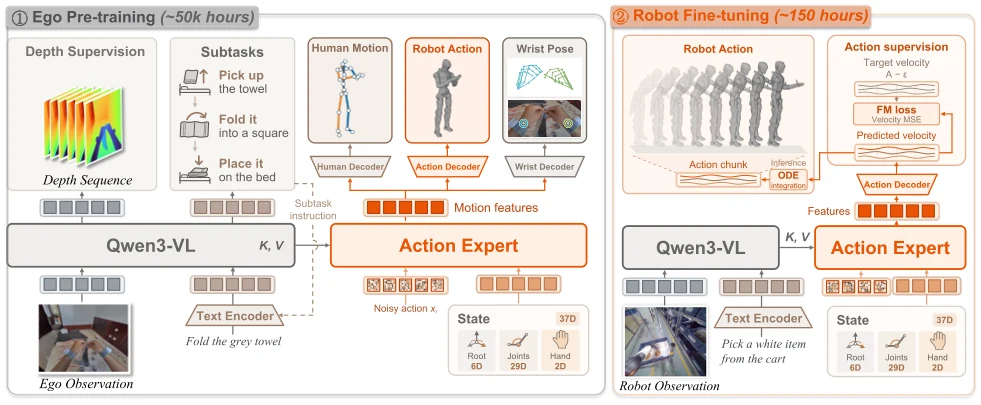 ① Ego Pre-training (~50k hours)
Depth Supervision
Depth Sequence
Subtasks
Pick up
the towel
Fold it
into a square
Place it
on the bed
Human Motion
Robot Action
Wrist Pose
Human Decoder
Action Decoder
Wrist Decoder
Subtask
instruction
Motion features
Qwen3-VL
K, V
Action Expert
Noisy action xₜ
Text Encoder
Fold the grey towel
Ego Observation
State
37D
Root
6D
Joints
29D
Hand
2D
② Robot Fine-tuning (~150 hours)
Robot Action
Action chunk
Inference
ODE
integration
Action supervision
Target velocity
A − ε
FM loss
Velocity MSE
Predicted velocity
Action Decoder
Features
Qwen3-VL
K, V
Action Expert
Text Encoder
Pick a white item
from the cart
Robot Observation
State
37D
Root
6D
Joints
29D
Hand
2D